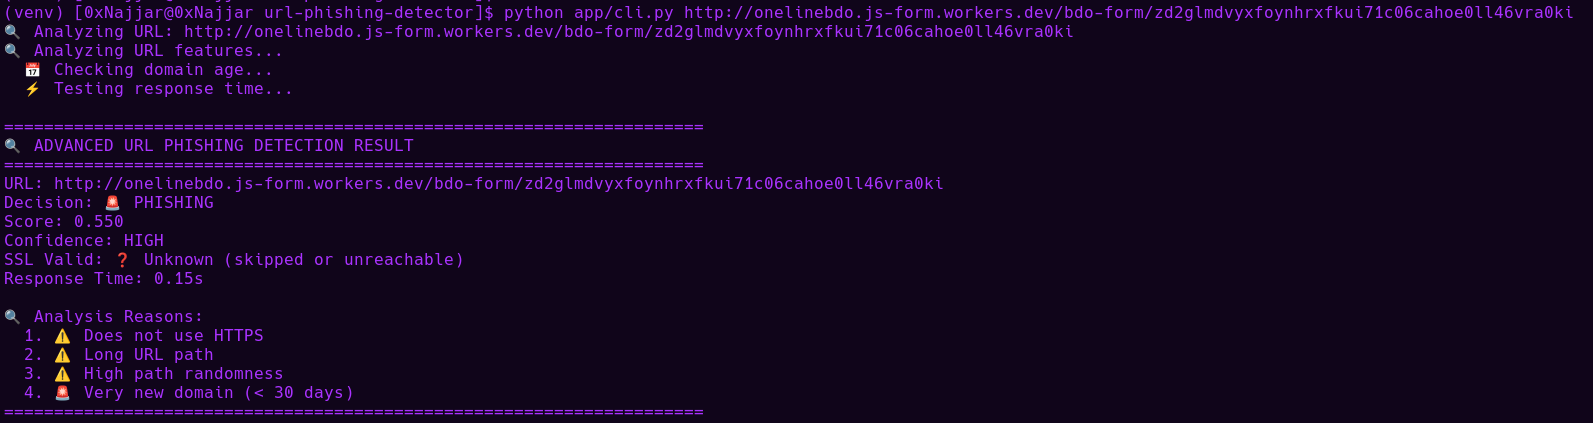 (venv) [0xNajjar@0xNajjar url-phishing-detector]$ python app/cli.py http://onelinebdo.js-form.workers.dev/bdo-form/zd2glmdvyxfoynhrxfkui71c06cahoe0ll46vra0ki
🔍 Analyzing URL: http://onelinebdo.js-form.workers.dev/bdo-form/zd2glmdvyxfoynhrxfkui71c06cahoe0ll46vra0ki
🔍 Analyzing URL features...
📅 Checking domain age...
⚡ Testing response time...
======================================================================
🔍 ADVANCED URL PHISHING DETECTION RESULT
======================================================================
URL: http://onelinebdo.js-form.workers.dev/bdo-form/zd2glmdvyxfoynhrxfkui71c06cahoe0ll46vra0ki
Decision: 🚨 PHISHING
Score: 0.550
Confidence: HIGH
SSL Valid: ❓ Unknown (skipped or unreachable)
Response Time: 0.15s
🔍 Analysis Reasons:
1. ⚠️ Does not use HTTPS
2. ⚠️ Long URL path
3. ⚠️ High path randomness
4. 🚨 Very new domain (< 30 days)
======================================================================